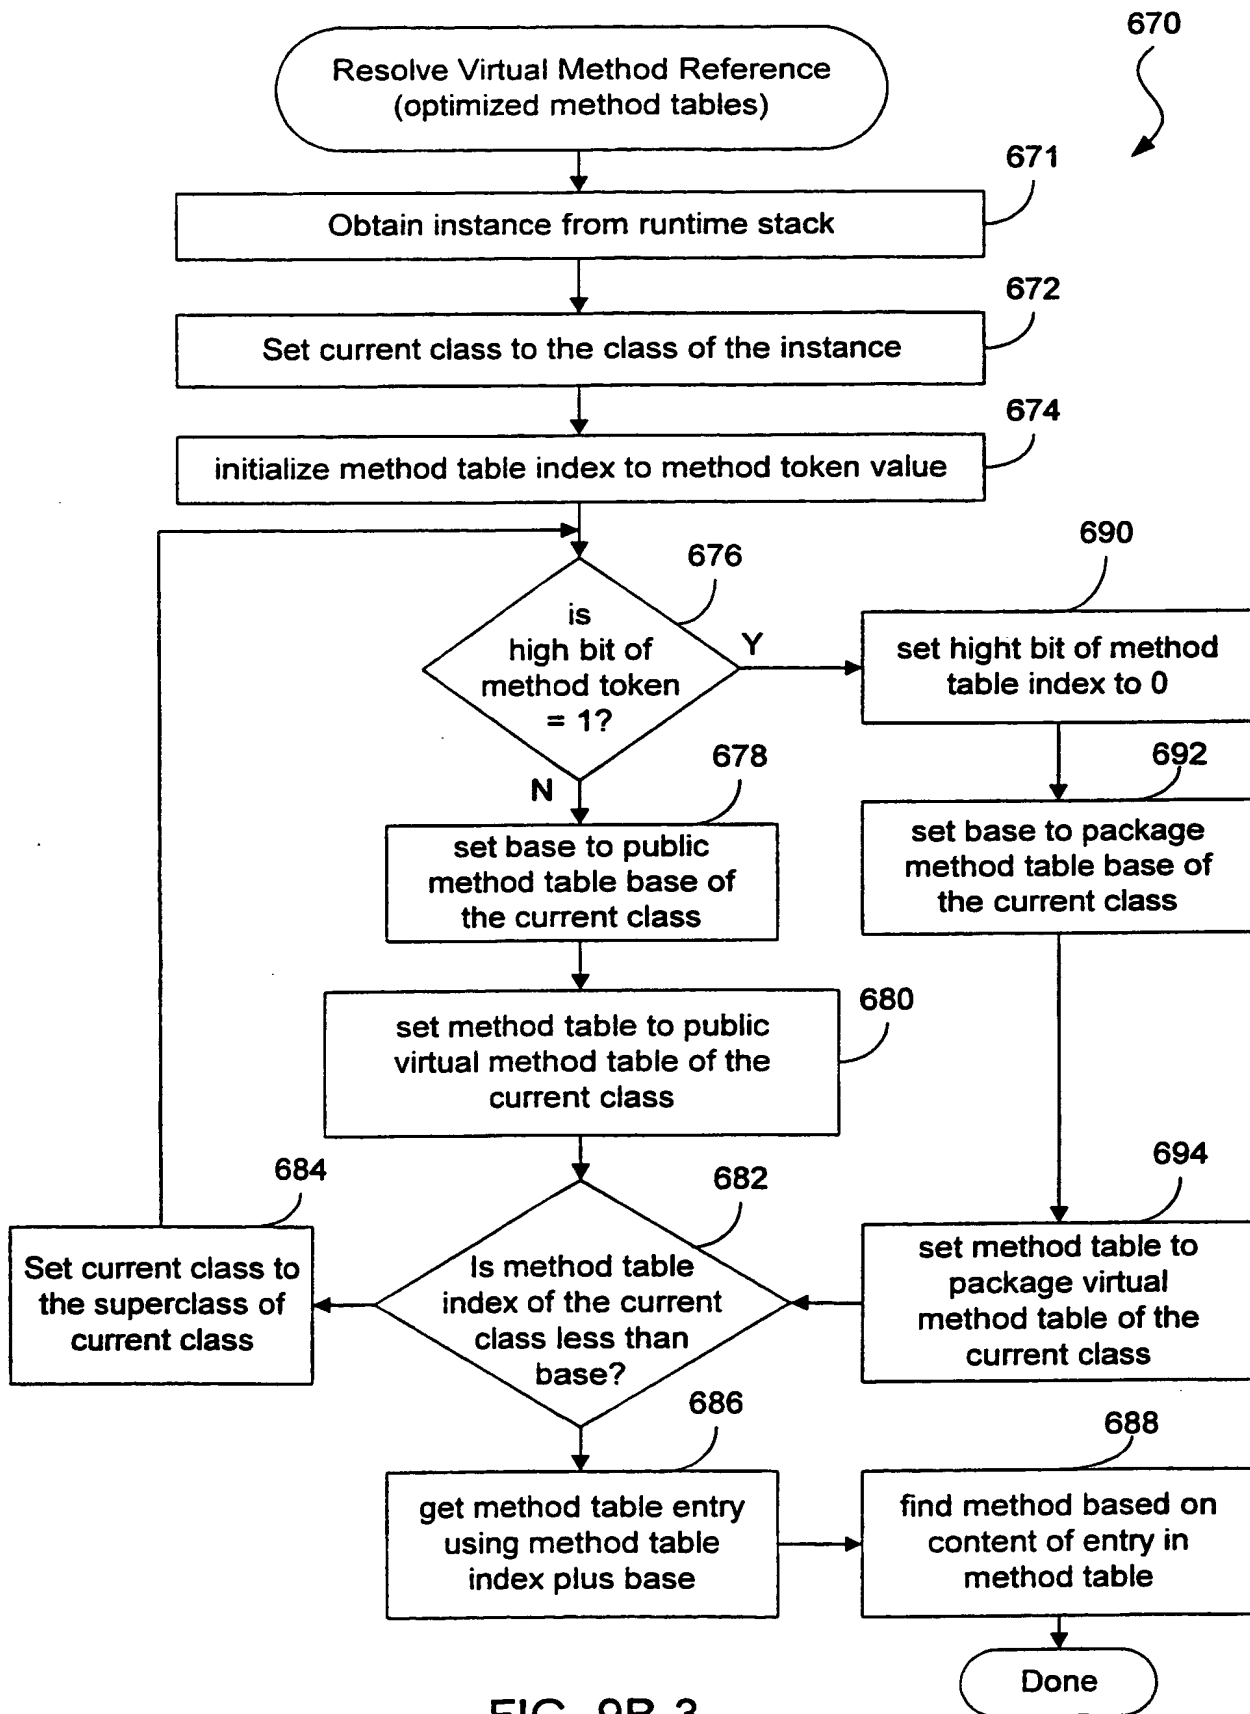 670
Resolve Virtual Method Reference
(optimized method tables)
671
Obtain instance from runtime stack
672
Set current class to the class of the instance
674
initialize method table index to method token value
676
is
high bit of
method token
= 1?
Y
N
690
set hight bit of method
table index to 0
678
set base to public
method table base of
the current class
692
set base to package
method table base of
the current class
680
set method table to public
virtual method table of the
current class
684
Set current class to
the superclass of
current class
682
Is method table
index of the current
class less than
base?
694
set method table to
package virtual
method table of the
current class
686
get method table entry
using method table
index plus base
688
find method based on
content of entry in
method table
Done
FIG. 9B-3